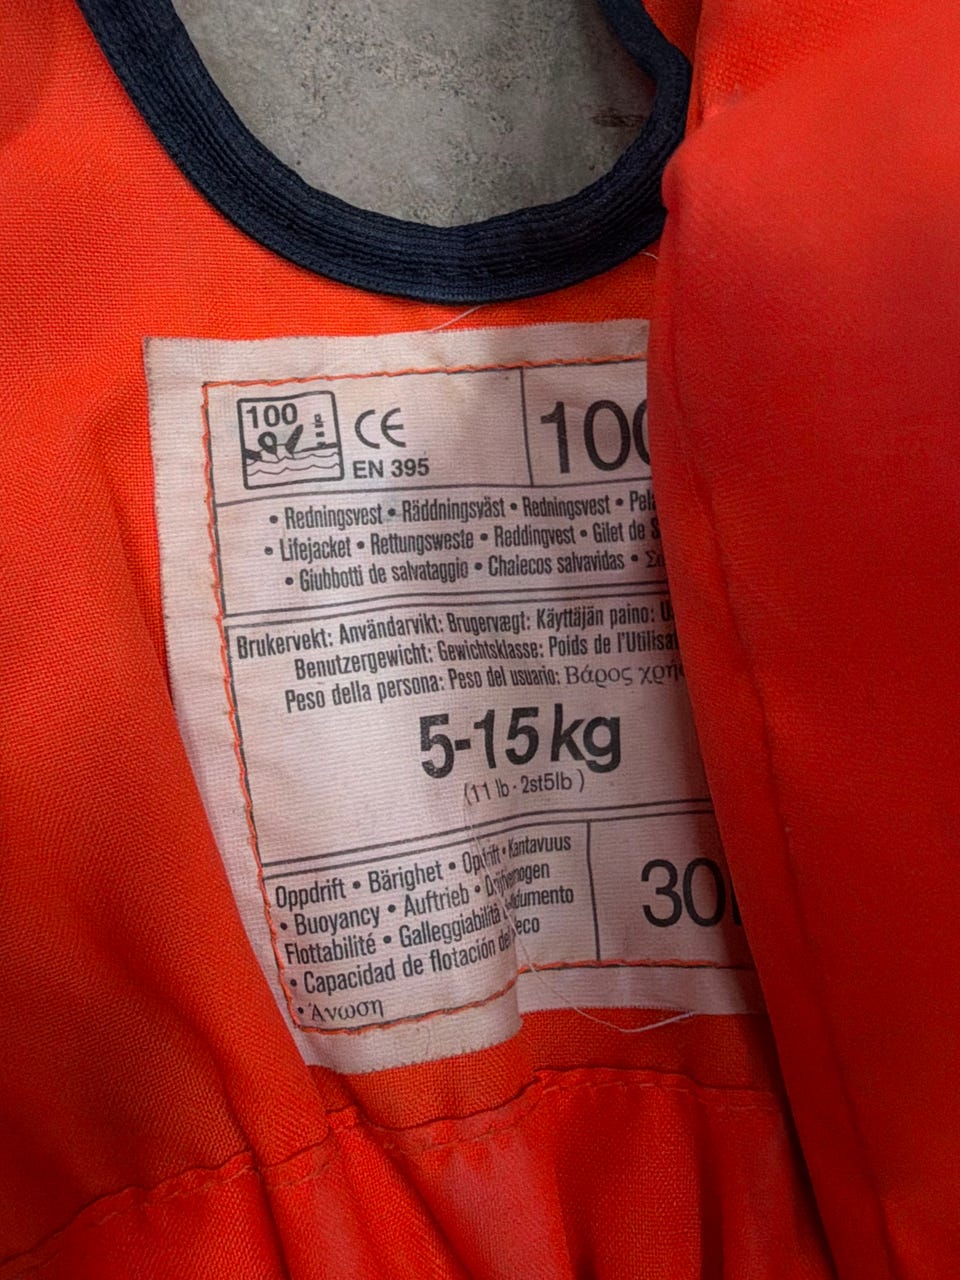 100
CE
EN 395
100
• Redningsvest • Räddningsväst • Redningsvest •
• Lifejacket • Rettungsweste • Reddingvest • Gilet de
• Giubbotti de salvataggio • Chalecos salvavidas •
Brukervekt: Användarvikt: Brugervægt: Käyttäjän paino:
Benutzergewicht: Gewichtsklasse: Poids de l'Utilisa
Peso della persona: Peso del usuario: Βάρος χρή
5-15 kg
(11 lb - 2st5lb )
Oppdrift • Bärighet • Opdrift • Kantavuus
• Buoyancy • Auftrieb • Drijfvermogen
Flottabilité • Galleggiabilità
• Capacidad de flotación del
• Άνωση
30